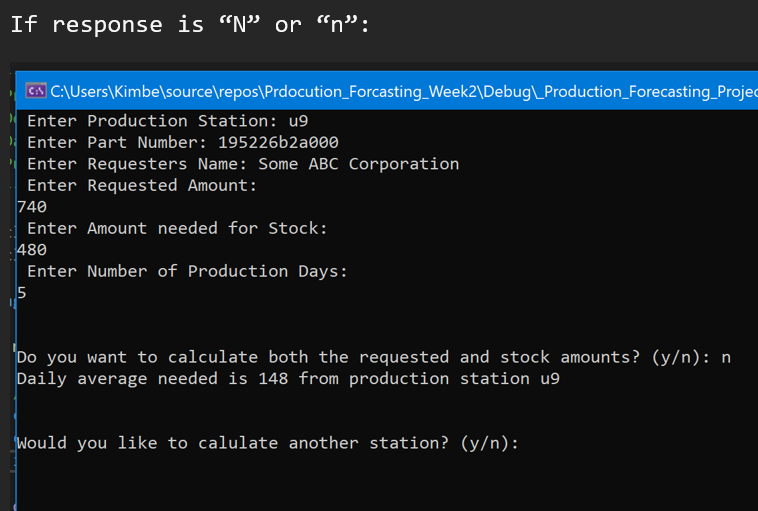 If response is “N” or “n”:
C:\Users\Kimbe\source\repos\Prdocution_Forcasting_Week2\Debug\_Production_Forecasting_Projec
Enter Production Station: u9
Enter Part Number: 195226b2a000
Enter Requesters Name: Some ABC Corporation
Enter Requested Amount:
740
Enter Amount needed for Stock:
480
Enter Number of Production Days:
5
Do you want to calculate both the requested and stock amounts? (y/n): n
Daily average needed is 148 from production station u9
Would you like to calulate another station? (y/n):